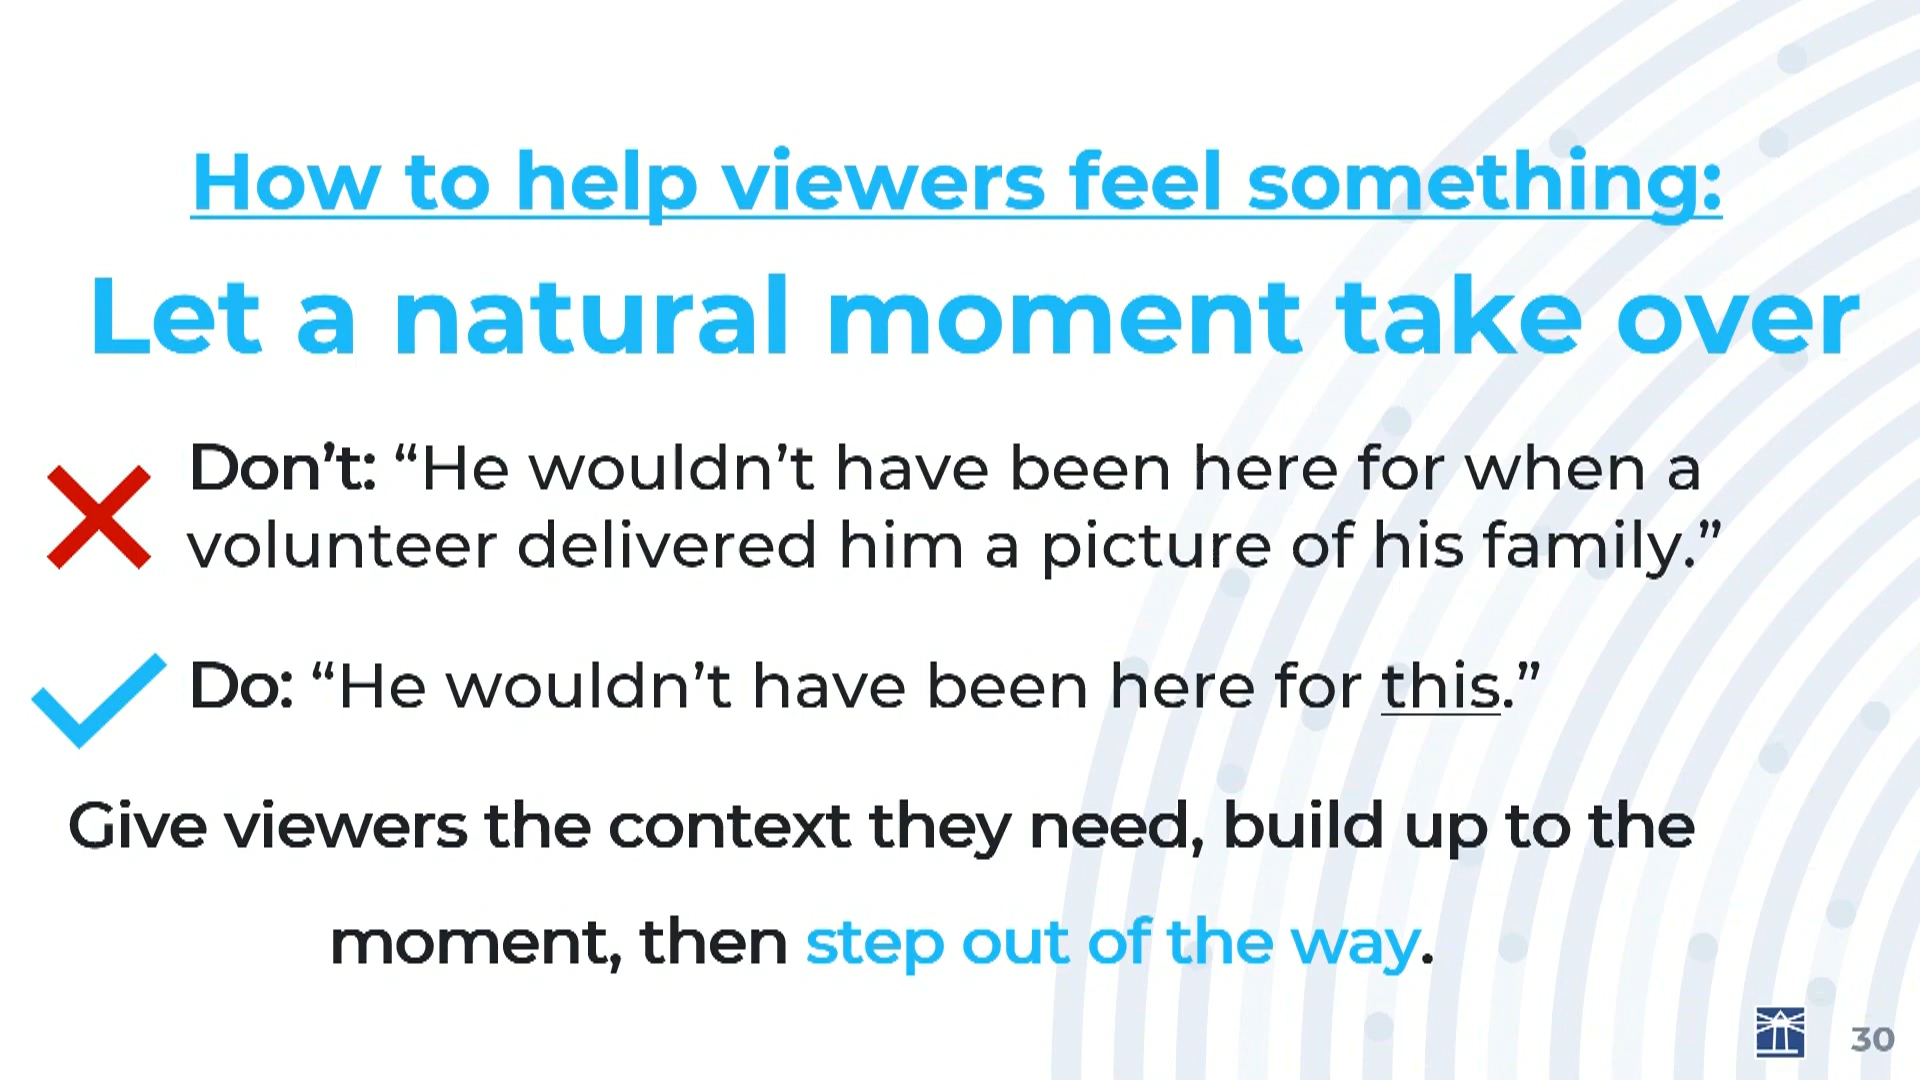 How to help viewers feel something:
Let a natural moment take over
Don’t: “He wouldn’t have been here for when a
volunteer delivered him a picture of his family.”
Do: “He wouldn’t have been here for this.”
Give viewers the context they need, build up to the
moment, then step out of the way.
30